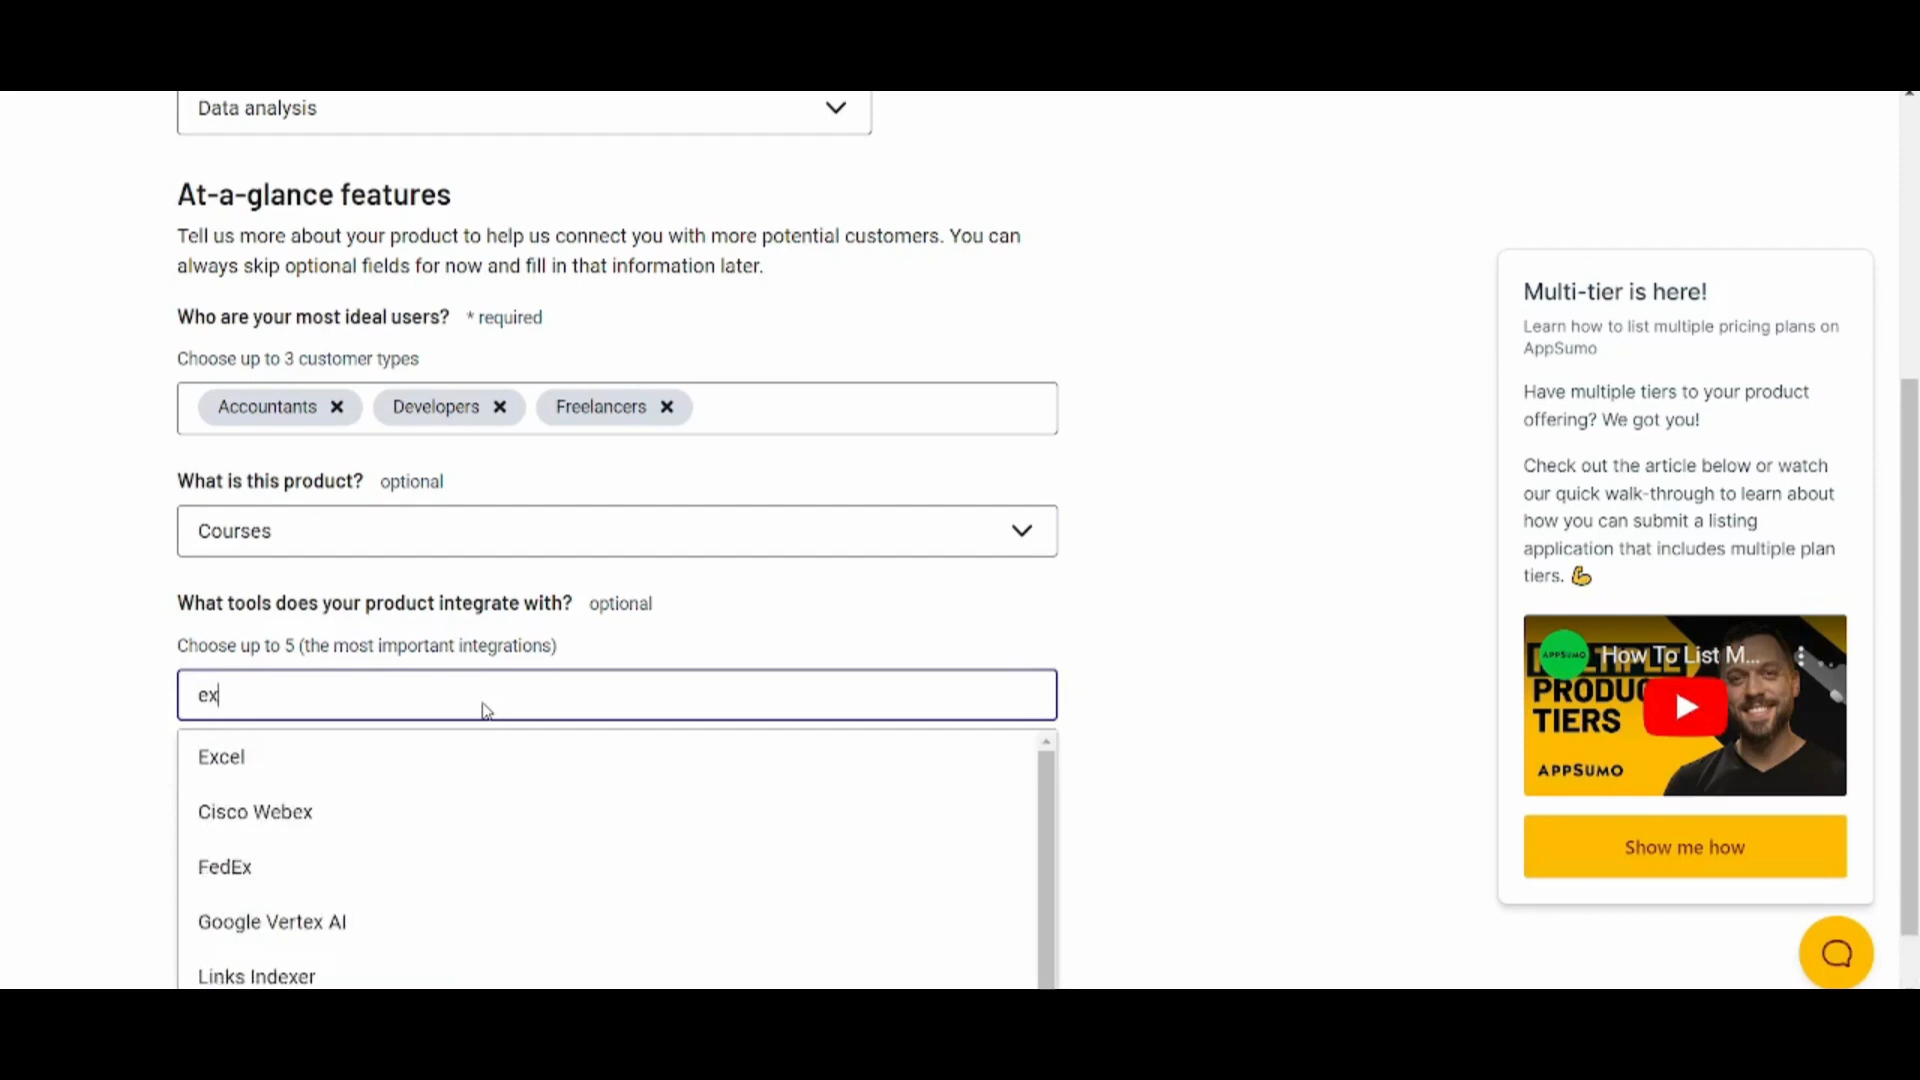 Data analysis
At-a-glance features
Tell us more about your product to help us connect you with more potential customers. You can
always skip optional fields for now and fill in that information later.
Who are your most ideal users? * required
Choose up to 3 customer types
Accountants Developers Freelancers
What is this product? optional
Courses
What tools does your product integrate with? optional
Choose up to 5 (the most important integrations)
ex
Excel
Cisco Webex
FedEx
Google Vertex AI
Links Indexer
Multi-tier is here!
Learn how to list multiple pricing plans on
AppSumo
Have multiple tiers to your product
offering? We got you!
Check out the article below or watch
our quick walk-through to learn about
how you can submit a listing
application that includes multiple plan
tiers. 💪
APPSUMO How To List M...
MULTIPLE
PRODUC
TIERS
APPSUMO
Show me how